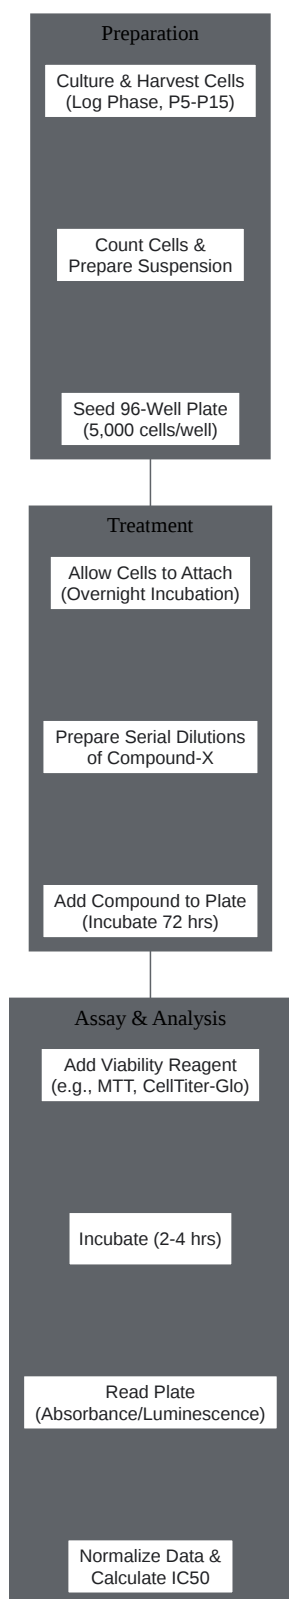 Preparation
Culture & Harvest Cells
(Log Phase, P5-P15)
Count Cells &
Prepare Suspension
Seed 96-Well Plate
(5,000 cells/well)
Treatment
Allow Cells to Attach
(Overnight Incubation)
Prepare Serial Dilutions
of Compound-X
Add Compound to Plate
(Incubate 72 hrs)
Assay & Analysis
Add Viability Reagent
(e.g., MTT, CellTiter-Glo)
Incubate (2-4 hrs)
Read Plate
(Absorbance/Luminescence)
Normalize Data &
Calculate IC50